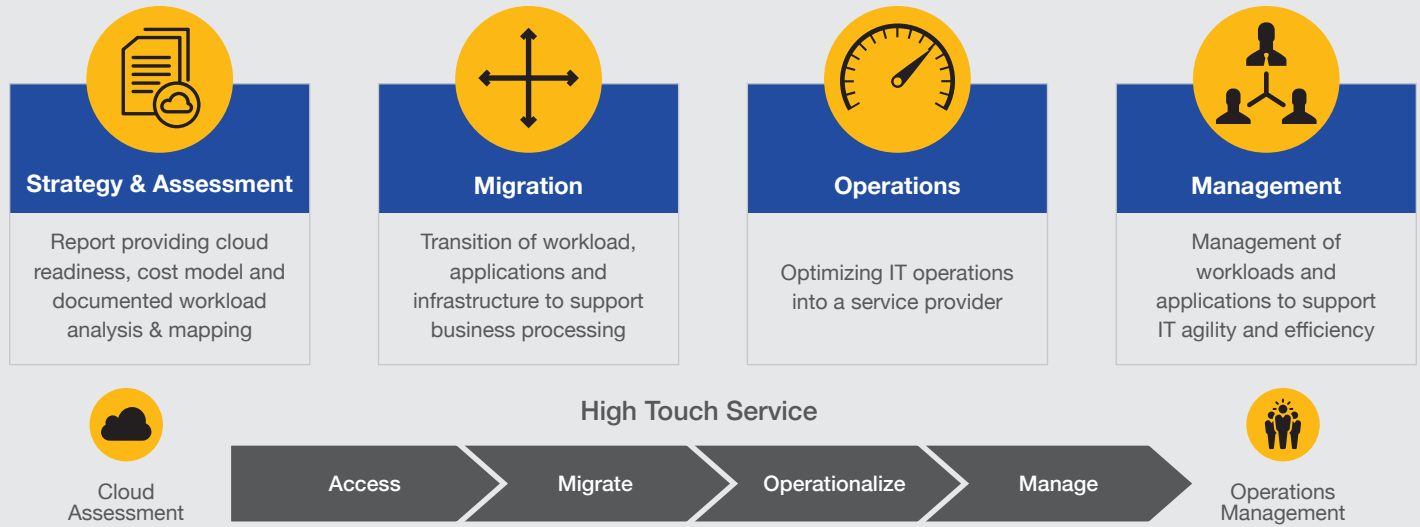 Strategy & Assessment
Report providing cloud
readiness, cost model and
documented workload
analysis & mapping
Migration
Transition of workload,
applications and
infrastructure to support
business processing
Operations
Optimizing IT operations
into a service provider
Management
Management of
workloads and
applications to support
IT agility and efficiency
High Touch Service
Cloud
Assessment
Access
Migrate
Operationalize
Manage
Operations
Management